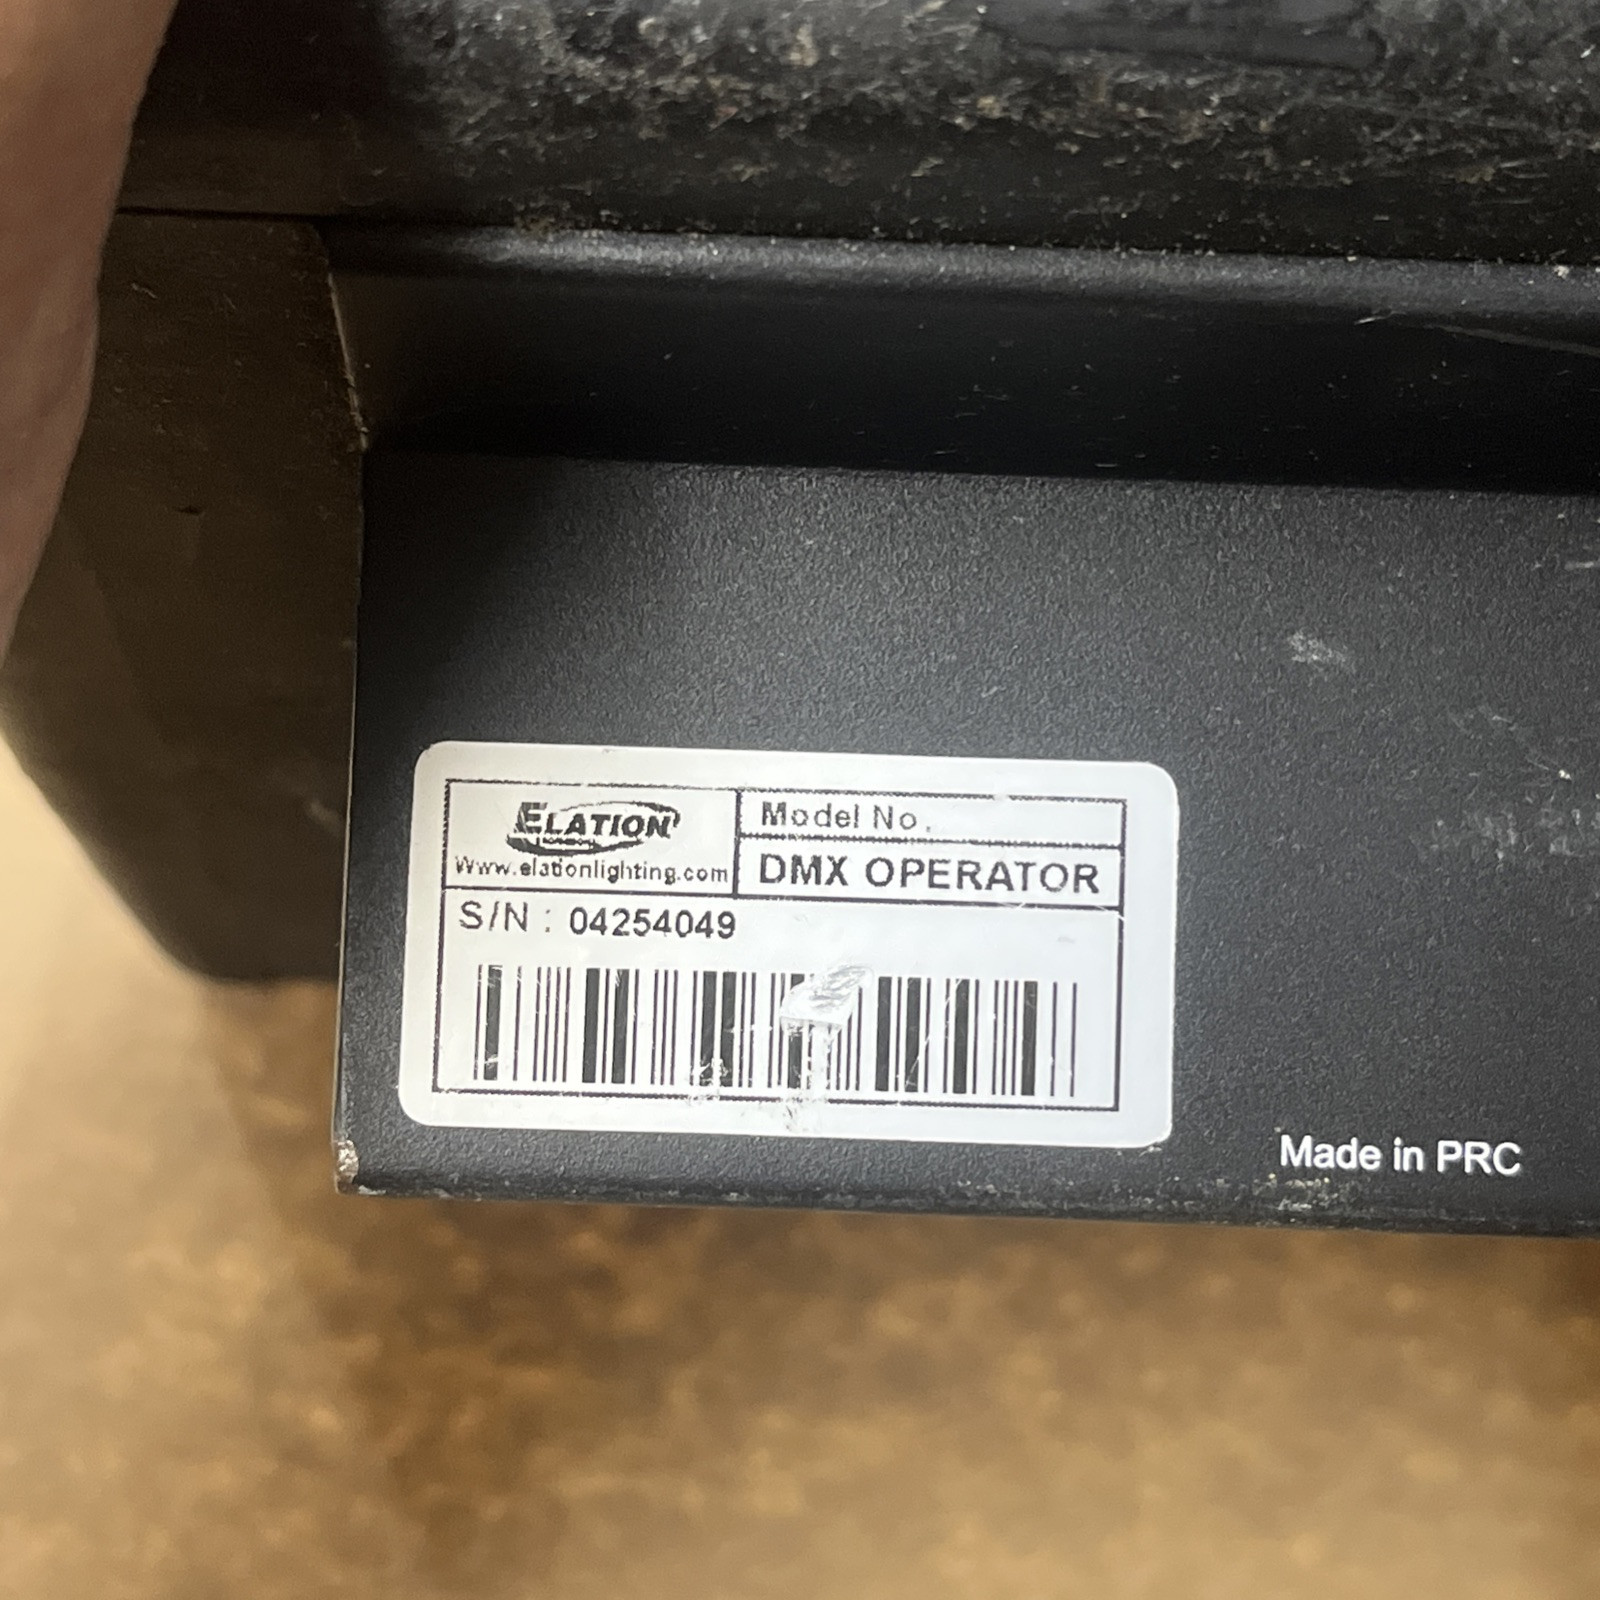 ELATION
Www.elationlighting.com
Model No.
DMX OPERATOR
S/N : 04254049
Made in PRC